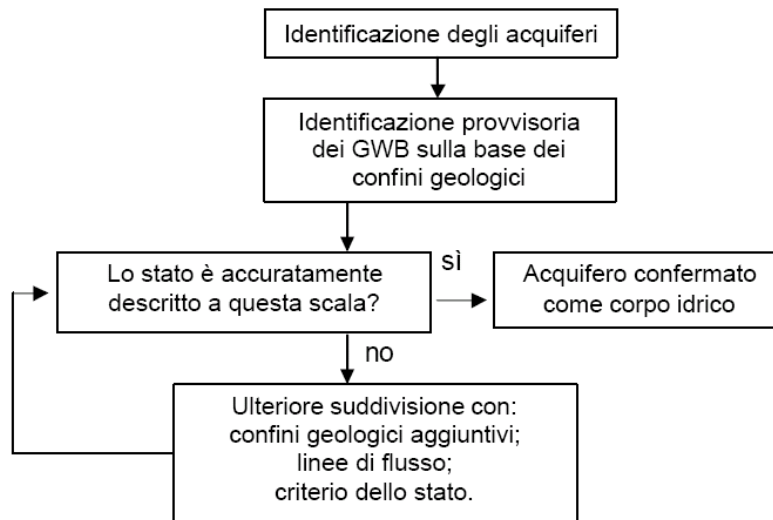 Identificazione degli acquiferi
Identificazione provvisoria
dei GWB sulla base dei
confini geologici
Lo stato è accuratamente
descritto a questa scala?
sì
Acquifero confermato
come corpo idrico
no
Ulteriore suddivisione con:
confini geologici aggiuntivi;
linee di flusso;
criterio dello stato.